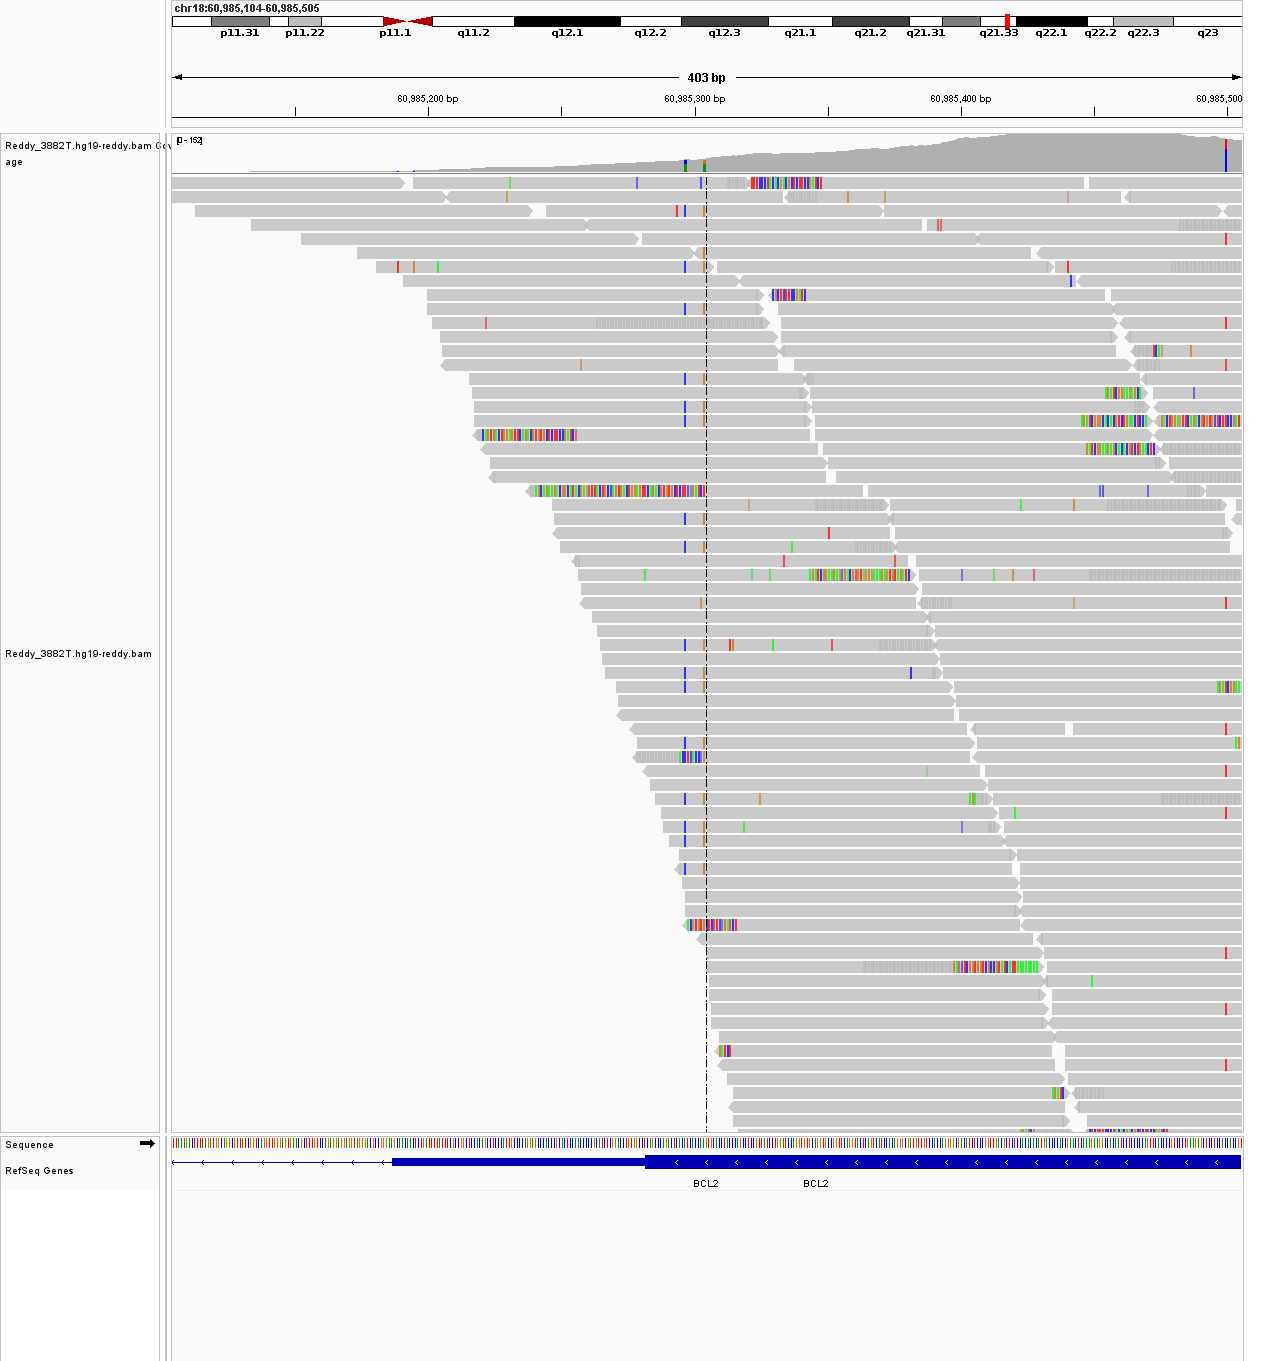 chr18:60,985,104-60,985,505
p11.31 p11.22 p11.1 q11.2 q12.1 q12.2 q12.3 q21.1 q21.2 q21.31 q21.33 q22.1 q22.2 q22.3 q23
403 bp
60,985,200 bp 60,985,300 bp 60,985,400 bp 60,985,500
Reddy_3882T.hg19-reddy.bam Cov
age
[0 - 152]
Reddy_3882T.hg19-reddy.bam
Sequence
RefSeq Genes
BCL2 BCL2